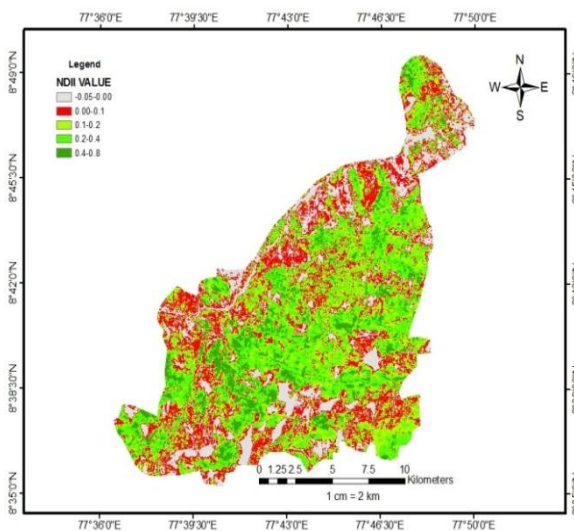 77°36'0"E 77°39'30"E 77°43'0"E 77°46'30"E 77°50'0"E
Legend
NDII VALUE
-0.05-0.00
0.00-0.1
0.1-0.2
0.2-0.4
0.4-0.8
N
W E
S
8°49'0"N
8°45'30"N
8°42'0"N
8°38'30"N
8°35'0"N
0 1.25 2.5 5 7.5 10
Kilometers
1 cm = 2 km
77°36'0"E 77°39'30"E 77°43'0"E 77°46'30"E 77°50'0"E